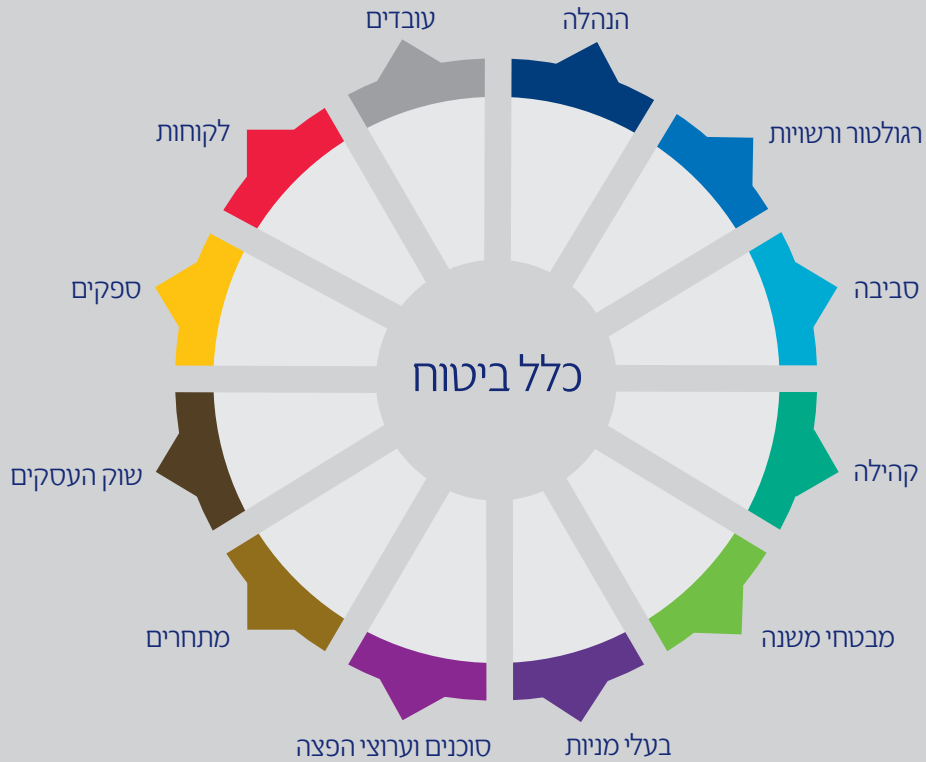 הנהלה
רגולטור ורשויות
סביבה
קהילה
מבטחי משנה
בעלי מניות
סוכנים וערוצי הפצה
מתחרים
שוק העסקים
ספקים
לקוחות
עובדים
כלל ביטוח